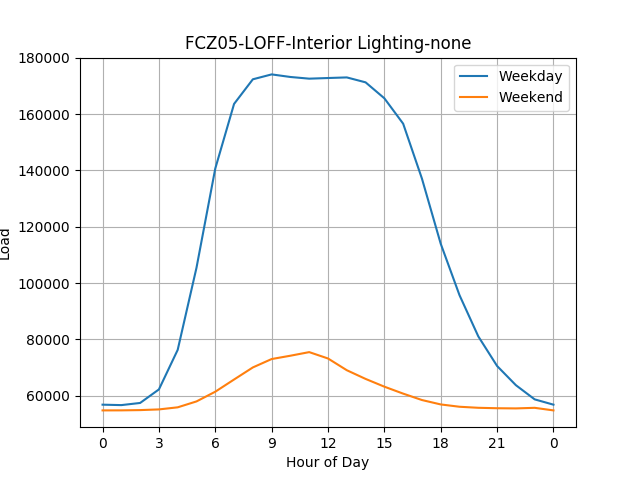 FCZ05-LOFF-Interior Lighting-none
Weekday
Weekend
180000
160000
140000
120000
100000
80000
60000
Load
0 3 6 9 12 15 18 21 0
Hour of Day